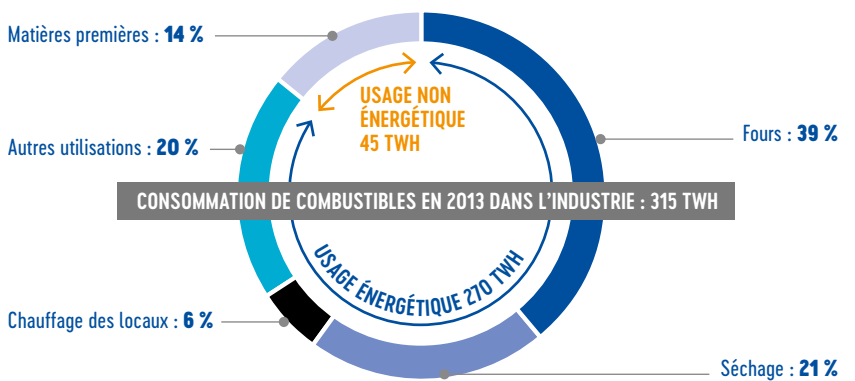 Matières premières : 14 %
USAGE NON
ÉNERGÉTIQUE
45 TWH
Fours : 39 %
Autres utilisations : 20 %
CONSOMMATION DE COMBUSTIBLES EN 2013 DANS L'INDUSTRIE : 315 TWH
USAGE ÉNERGÉTIQUE 270 TWH
Chauffage des locaux : 6 %
Séchage : 21 %